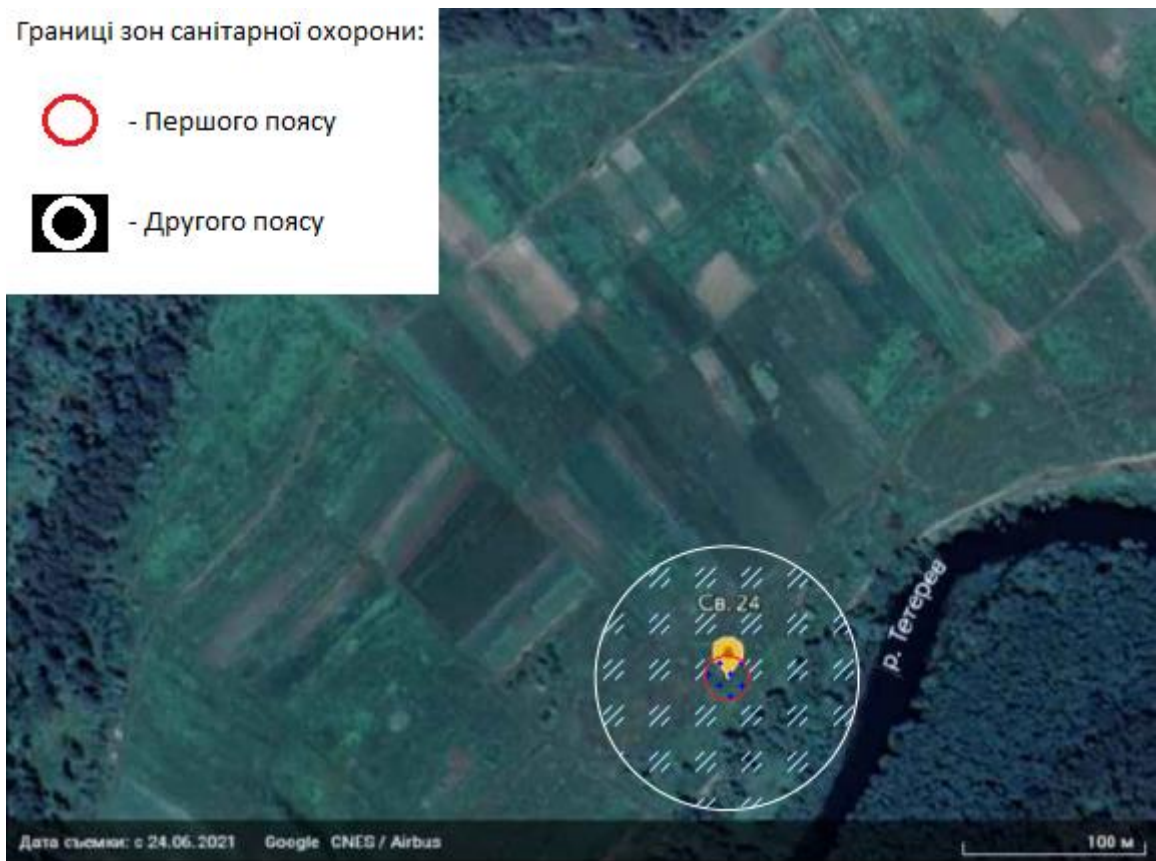 Границі зон санітарної охорони:
- Першого поясу
- Другого поясу
Св. 24
р. Тетерев
Дата съемки: с 24.06.2021 Google CNES / Airbus
100 м